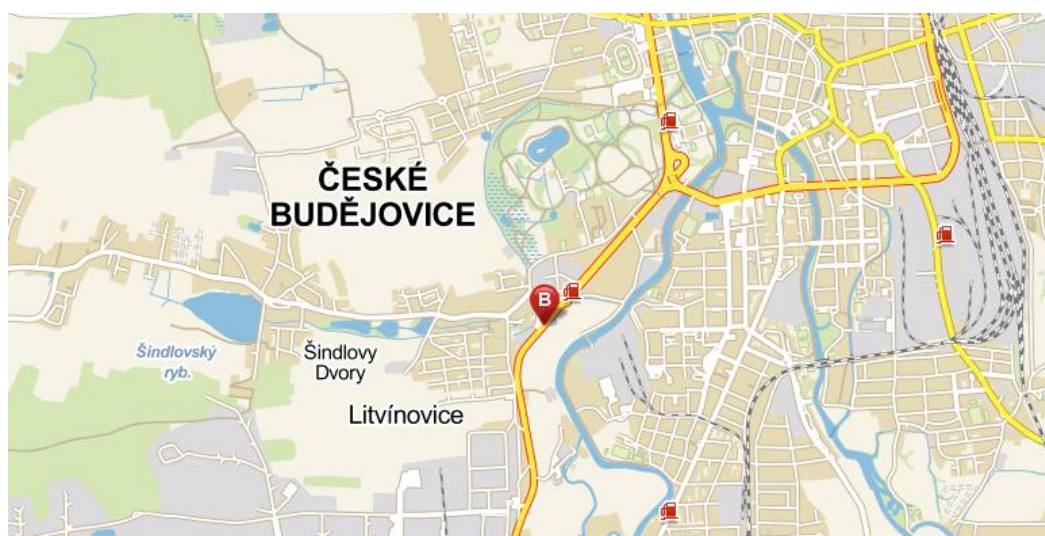 ČESKÉ
BUDĚJOVICE
B
Šindlovský
ryb.
Šindlovy
Dvory
Litvínovice